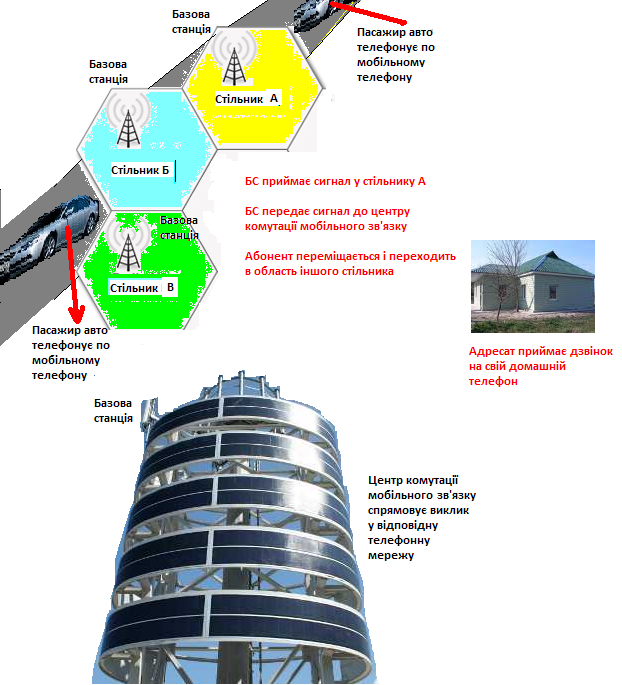 Базова
станція
Пасажир авто
телефонує по
мобільному
телефону
Базова
станція
Стільник А
Стільник Б
БС приймає сигнал у стільнику А
БС передає сигнал до центру
комутації мобільного зв'язку
Абонент переміщається і переходить
в область іншого стільника
Базова
станція
Стільник В
Пасажир авто
телефонує по
мобільному
телефону
Адресат приймає дзвінок
на свій домашній
телефон
Базова
станція
Центр комутації
мобільного зв'язку
спрямовує виклик
у відповідну
телефонну
мережу